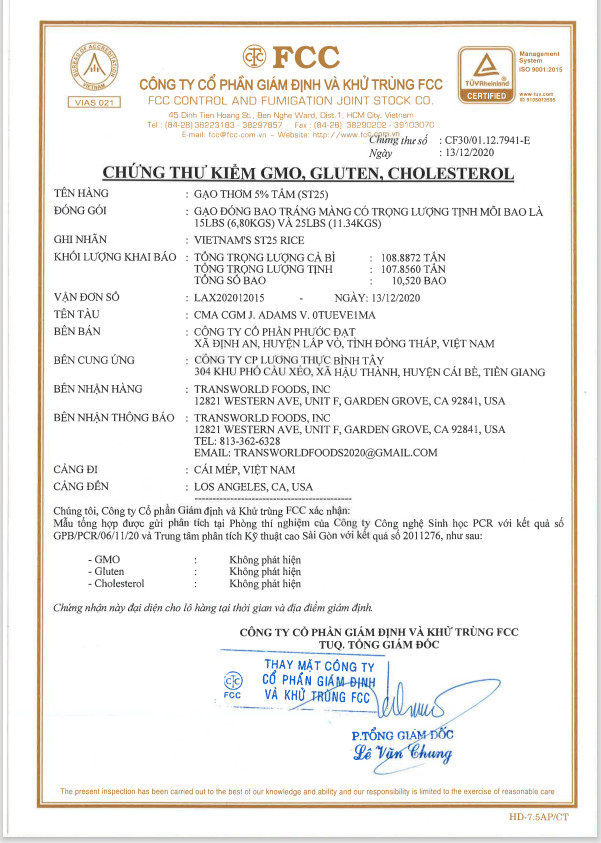 BUREAU OF ACCREDITATION
VIETNAM
VIAS 021
FCC
CÔNG TY CỔ PHẦN GIÁM ĐỊNH VÀ KHỬ TRÙNG FCC
FCC CONTROL AND FUMIGATION JOINT STOCK CO.
45 Dinh Tien Hoang St., Ben Nghe Ward, Dist.1, HCM City, Vietnam
Tel : (84-28) 38223183 - 38297857 Fax : (84-28) 38290202 - 39103070
E-mail: fcc@fcc.com.vn - Website: http://www.fcc.com.vn
TÜVRheinland
CERTIFIED
Management
System
ISO 9001:2015
www.tuv.com
ID 9105012595
Chứng thư số : CF30/01.12.7941-E
Ngày : 13/12/2020
CHỨNG THƯ KIỂM GMO, GLUTEN, CHOLESTEROL
TÊN HÀNG : GẠO THƠM 5% TẤM (ST25)
ĐÓNG GÓI : GẠO ĐÓNG BAO TRÁNG MÀNG CÓ TRỌNG LƯỢNG TỊNH MỖI BAO LÀ
15LBS (6,80KGS) VÀ 25LBS (11.34KGS)
GHI NHÃN : VIETNAM'S ST25 RICE
KHỐI LƯỢNG KHAI BÁO : TỔNG TRỌNG LƯỢNG CẢ BÌ : 108.8872 TẤN
TỔNG TRỌNG LƯỢNG TỊNH : 107.8560 TẤN
TỔNG SỐ BAO : 10,520 BAO
VẬN ĐƠN SỐ : LAX202012015 - NGÀY: 13/12/2020
TÊN TÀU : CMA CGM J. ADAMS V. 0TUEVE1MA
BÊN BÁN : CÔNG TY CỔ PHẦN PHƯỚC ĐẠT
XÃ ĐỊNH AN, HUYỆN LẤP VÒ, TỈNH ĐỒNG THÁP, VIỆT NAM
BÊN CUNG ỨNG : CÔNG TY CP LƯƠNG THỰC BÌNH TÂY
304 KHU PHỐ CẦU XÉO, XÃ HẬU THÀNH, HUYỆN CÁI BÈ, TIỀN GIANG
BÊN NHẬN HÀNG : TRANSWORLD FOODS, INC
12821 WESTERN AVE, UNIT F, GARDEN GROVE, CA 92841, USA
BÊN NHẬN THÔNG BÁO : TRANSWORLD FOODS, INC
12821 WESTERN AVE, UNIT F, GARDEN GROVE, CA 92841, USA
TEL: 813-362-6328
EMAIL: TRANSWORLDFOODS2020@GMAIL.COM
CẢNG ĐI : CÁI MÉP, VIỆT NAM
CẢNG ĐẾN : LOS ANGELES, CA, USA
Chúng tôi, Công ty Cổ phần Giám định và Khử trùng FCC xác nhận:
Mẫu tổng hợp được gửi phân tích tại Phòng thí nghiệm của Công ty Công nghệ Sinh học PCR với kết quả số
GPB/PCR/06/11/20 và Trung tâm phân tích Kỹ thuật cao Sài Gòn với kết quả số 2011276, như sau:
- GMO : Không phát hiện
- Gluten : Không phát hiện
- Cholesterol : Không phát hiện
Chứng nhận này đại diện cho lô hàng tại thời gian và địa điểm giám định.
CÔNG TY CỔ PHẦN GIÁM ĐỊNH VÀ KHỬ TRÙNG FCC
TUQ. TỔNG GIÁM ĐỐC
FCC
THAY MẶT CÔNG TY
CỔ PHẦN GIÁM ĐỊNH
VÀ KHỬ TRÙNG FCC
P.TỔNG GIÁM ĐỐC
Lê Văn Chung
The present inspection has been carried out to the best of our knowledge and ability and our responsibility is limited to the exercise of reasonable care
HD-7.5AP/CT